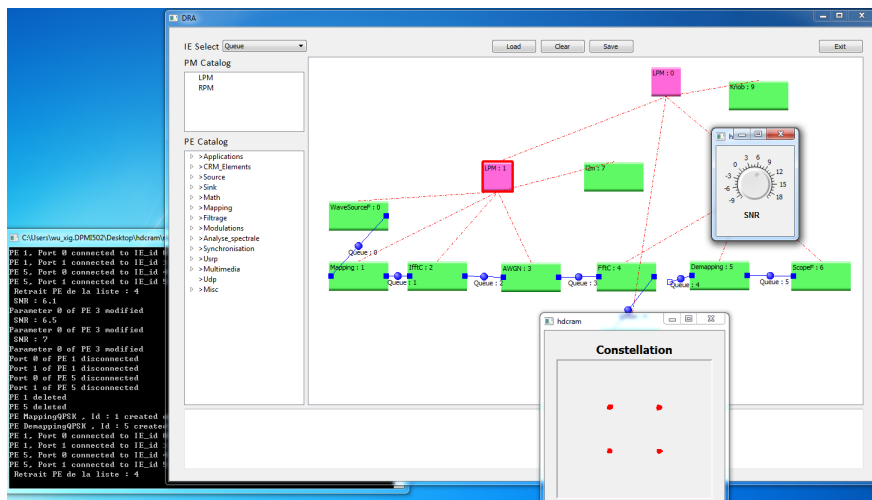 DRA
IE Select Queue
Load Clear Save Exit
PM Catalog
LPM
RPM
PE Catalog
>Applications
>CRM_Elements
>Source
>Sink
>Math
>Mapping
>Filtrage
>Modulations
>Analyse_spectrale
>Synchronisation
>Usrp
>Multimedia
>Udp
>Misc
LPM : 0
Knob : 9
LPM : 1
I2m : 7
WaveSourceF : 0
Queue : 0
Mapping : 1
IfftC : 2
AWGN : 3
FftC : 4
Demapping : 5
ScopeF : 6
Queue : 1
Queue : 2
Queue : 3
Queue : 4
Queue : 5
-9 -6 -3 0 3 6 9 12 15 18
SNR
hdcram
Constellation
C:\Users\wu_xig.DPMI502\Desktop\hdcram\
PE 1, Port 0 connected to IE_id
PE 1, Port 1 connected to IE_id
PE 5, Port 0 connected to IE_id
PE 5, Port 1 connected to IE_id
Retrait PE de la liste : 4
SNR : 6.1
Parameter 0 of PE 3 modified
SNR : 6.5
Parameter 0 of PE 3 modified
SNR : 7
Parameter 0 of PE 3 modified
Port 0 of PE 1 disconnected
Port 1 of PE 1 disconnected
Port 0 of PE 5 disconnected
Port 1 of PE 5 disconnected
PE 1 deleted
PE 5 deleted
PE MappingQPSK , Id : 1 created
PE DemappingQPSK , Id : 5 created
PE 1, Port 0 connected to IE_id
PE 1, Port 1 connected to IE_id
PE 5, Port 0 connected to IE_id
PE 5, Port 1 connected to IE_id
Retrait PE de la liste : 4